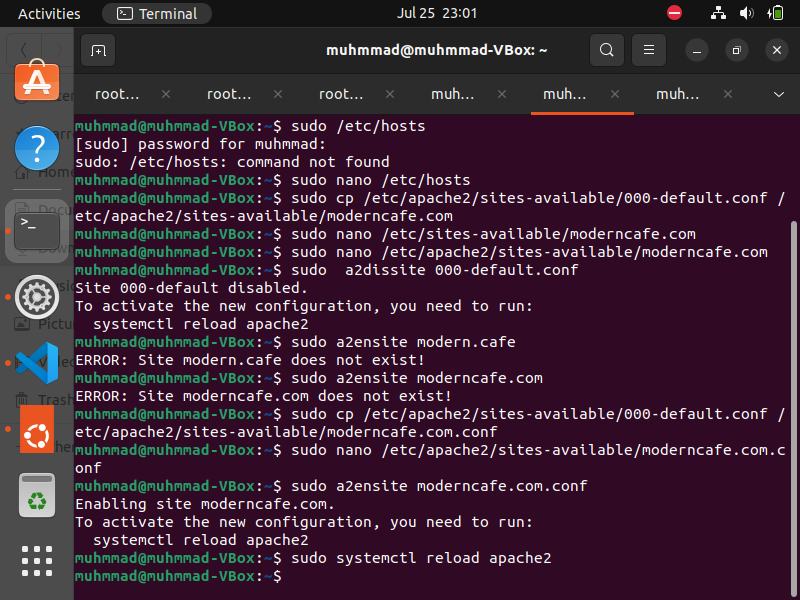 Activities
Terminal
Jul 25 23:01
muhmmad@muhmmad-VBox: ~
root…
root…
root…
muh…
muh…
muh…
muhmmad@muhmmad-VBox:~$ sudo /etc/hosts
[sudo] password for muhmmad:
sudo: /etc/hosts: command not found
muhmmad@muhmmad-VBox:~$ sudo nano /etc/hosts
muhmmad@muhmmad-VBox:~$ sudo cp /etc/apache2/sites-available/000-default.conf /
etc/apache2/sites-available/moderncafe.com
muhmmad@muhmmad-VBox:~$ sudo nano /etc/sites-available/moderncafe.com
muhmmad@muhmmad-VBox:~$ sudo nano /etc/apache2/sites-available/moderncafe.com
muhmmad@muhmmad-VBox:~$ sudo  a2dissite 000-default.conf
Site 000-default disabled.
To activate the new configuration, you need to run:
  systemctl reload apache2
muhmmad@muhmmad-VBox:~$ sudo a2ensite modern.cafe
ERROR: Site modern.cafe does not exist!
muhmmad@muhmmad-VBox:~$ sudo a2ensite moderncafe.com
ERROR: Site moderncafe.com does not exist!
muhmmad@muhmmad-VBox:~$ sudo cp /etc/apache2/sites-available/000-default.conf /
etc/apache2/sites-available/moderncafe.com.conf
muhmmad@muhmmad-VBox:~$ sudo nano /etc/apache2/sites-available/moderncafe.com.c
onf
muhmmad@muhmmad-VBox:~$ sudo a2ensite moderncafe.com.conf
Enabling site moderncafe.com.
To activate the new configuration, you need to run:
  systemctl reload apache2
muhmmad@muhmmad-VBox:~$ sudo systemctl reload apache2
muhmmad@muhmmad-VBox:~$
Home
Docu
Pictu
Trash